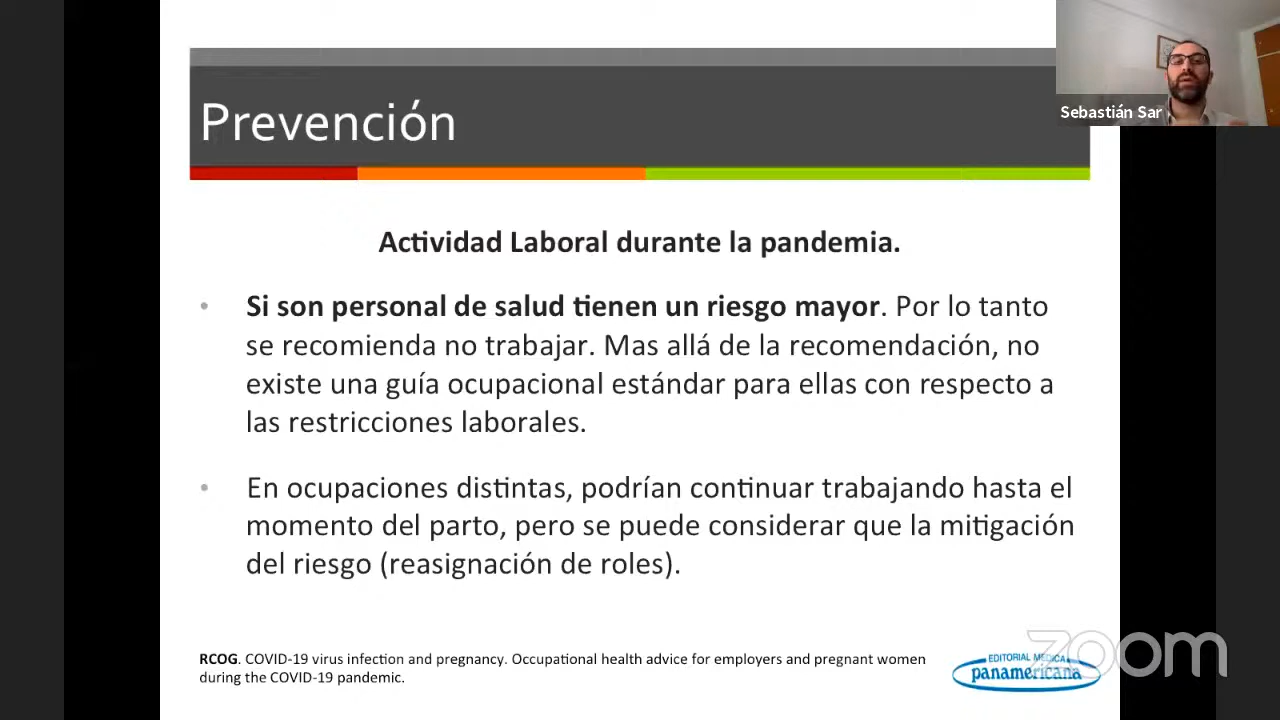 Prevención
Sebastián Sar
Actividad Laboral durante la pandemia.
• Si son personal de salud tienen un riesgo mayor. Por lo tanto
se recomienda no trabajar. Mas allá de la recomendación, no
existe una guía ocupacional estándar para ellas con respecto a
las restricciones laborales.
• En ocupaciones distintas, podrían continuar trabajando hasta el
momento del parto, pero se puede considerar que la mitigación
del riesgo (reasignación de roles).
RCOG. COVID-19 virus infection and pregnancy. Occupational health advice for employers and pregnant women
during the COVID-19 pandemic.
EDITORIAL MEDICA
panamericana
zoom